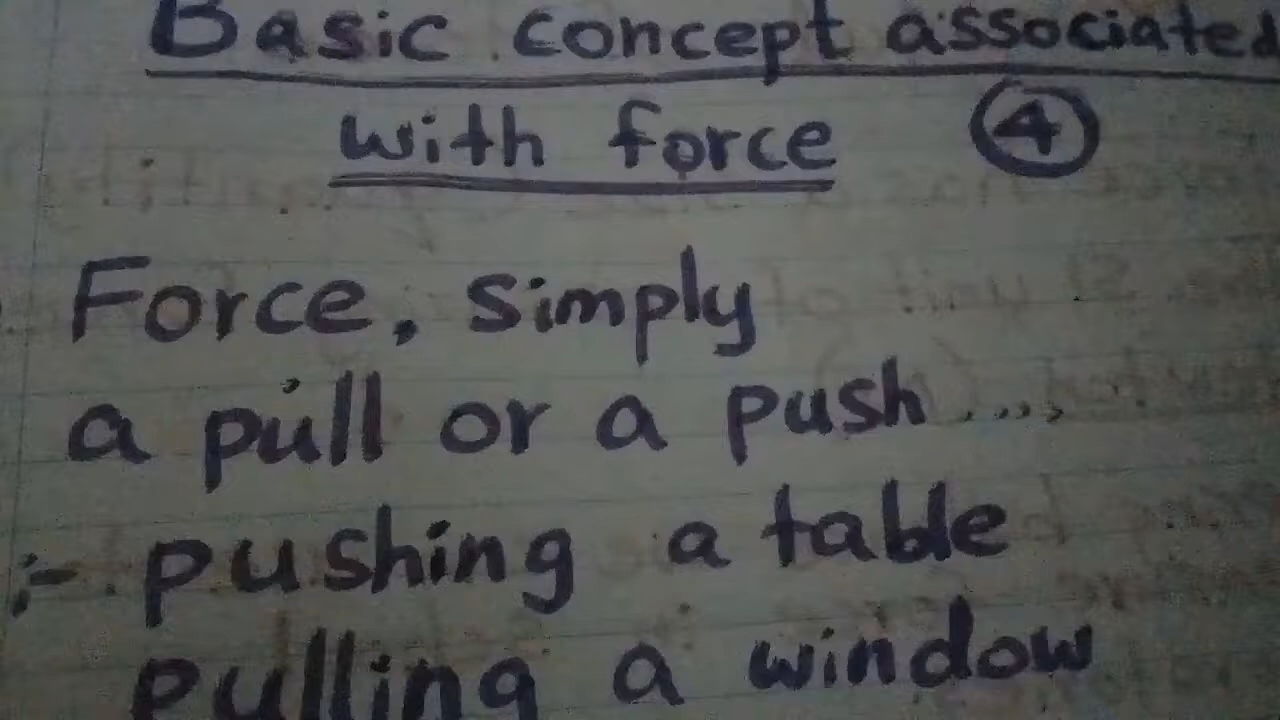 Basic concept associated
with force 4
Force, simply
a pull or a push ....
:- pushing a table
pulling a window